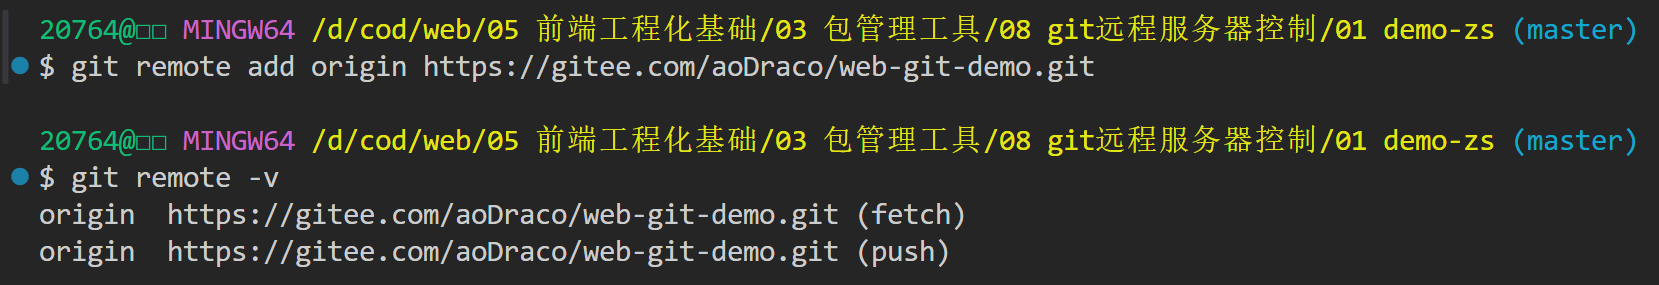 20764@□□ MINGW64 /d/cod/web/05 前端工程化基础/03 包管理工具/08 git远程服务器控制/01 demo-zs (master)
$ git remote add origin https://gitee.com/aoDraco/web-git-demo.git
20764@□□ MINGW64 /d/cod/web/05 前端工程化基础/03 包管理工具/08 git远程服务器控制/01 demo-zs (master)
$ git remote -v
origin  https://gitee.com/aoDraco/web-git-demo.git (fetch)
origin  https://gitee.com/aoDraco/web-git-demo.git (push)